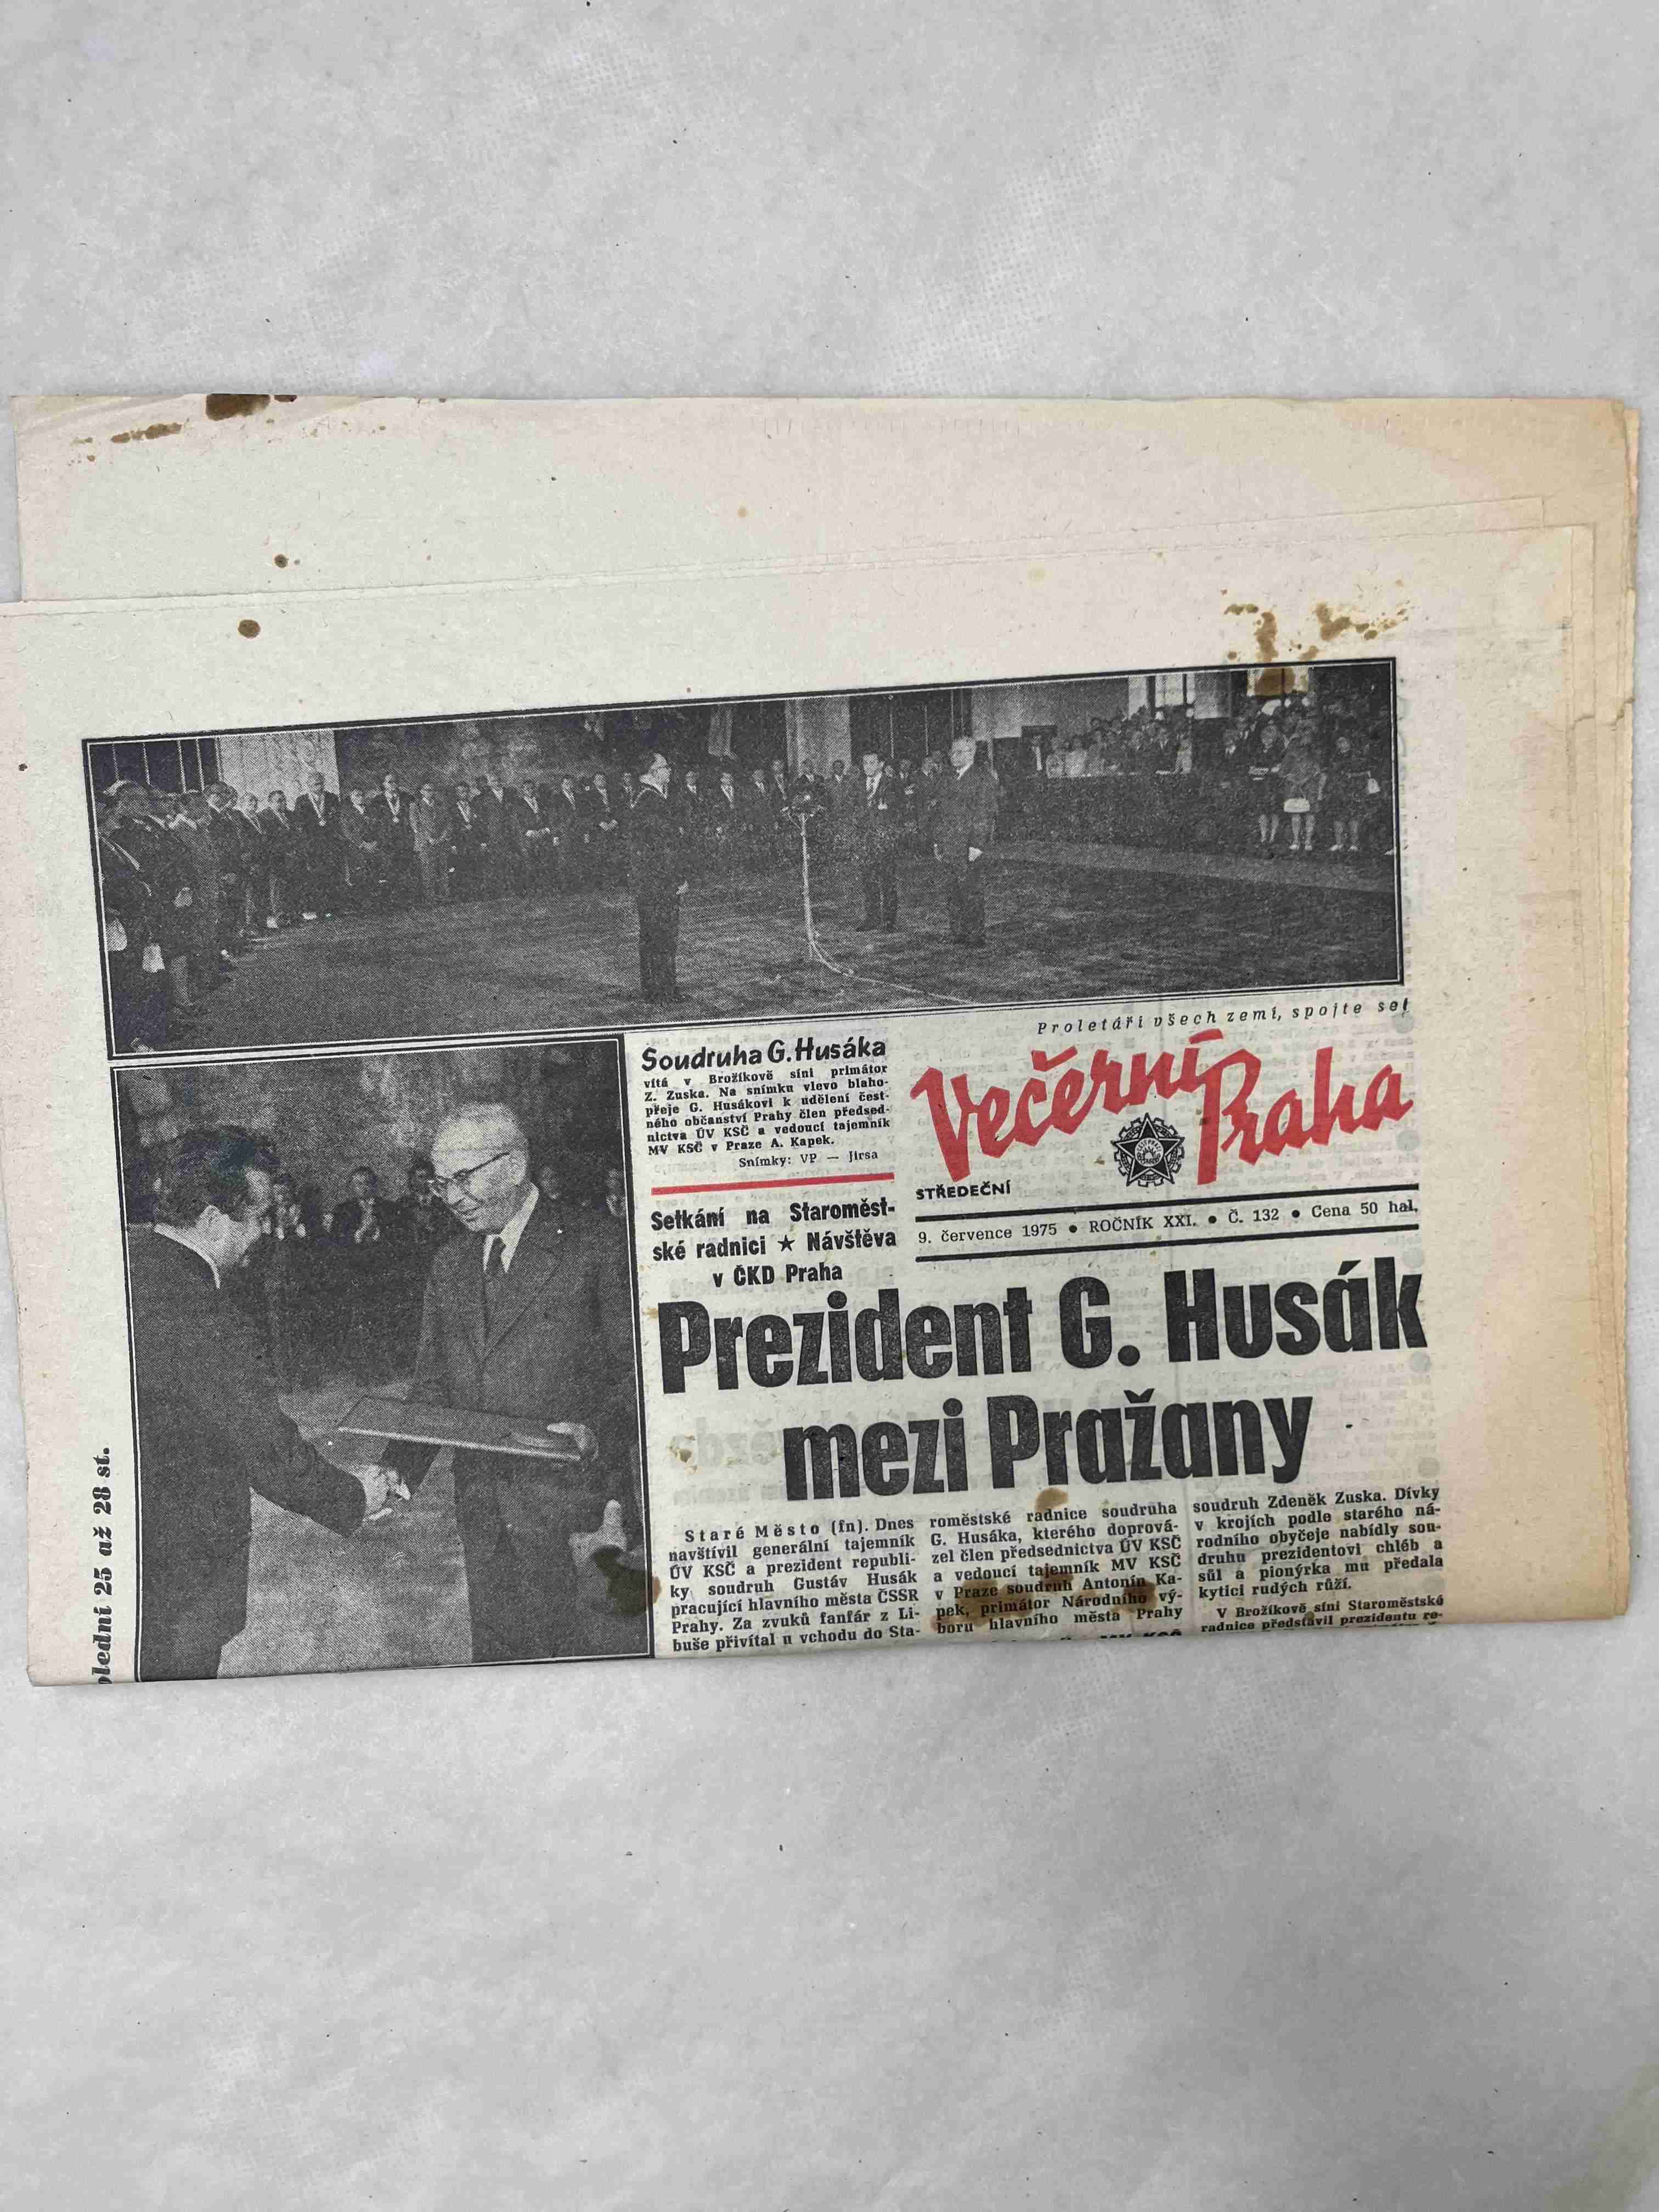 Proletáři všech zemí, spojte se!
Večerní
Praha
STŘEDEČNÍ
9. července 1975 ● ROČNÍK XXI. ● Č. 132 ● Cena 50 hal.
Soudruha G. Husáka
vítá v Brožíkově síni primátor
Z. Zuska. Na snímku vlevo blaho-
přeje G. Husákovi k udělení čest-
ného občanství Prahy člen předsed-
nictva ÚV KSČ a vedoucí tajemník
MV KSČ v Praze A. Kapek.
Snímky: VP — Jirsa
Setkání na Staroměst-
ské radnici ★ Návštěva
v ČKD Praha
Prezident G. Husák
mezi Pražany
Staré Město (fn). Dnes
navštívil generální tajemník
ÚV KSČ a prezident republi-
ky soudruh Gustáv Husák
pracující hlavního města ČSSR
Prahy. Za zvuků fanfár z Li-
buše přivítal u vchodu do Sta-
roměstské radnice soudruha
G. Husáka, kterého doprová-
zel člen předsednictva ÚV KSČ
a vedoucí tajemník MV KSČ
v Praze soudruh Antonín Ka-
pek, primátor Národního vý-
boru hlavního města Prahy
soudruh Zdeněk Zuska. Dívky
v krojích podle starého ná-
rodního obyčeje nabídly sou-
druhu prezidentovi chléb a
sůl a pionýrka mu předala
kytici rudých růží.
V Brožíkově síni Staroměstské
radnice představil prezidentu re-
lední 25 až 28 st.